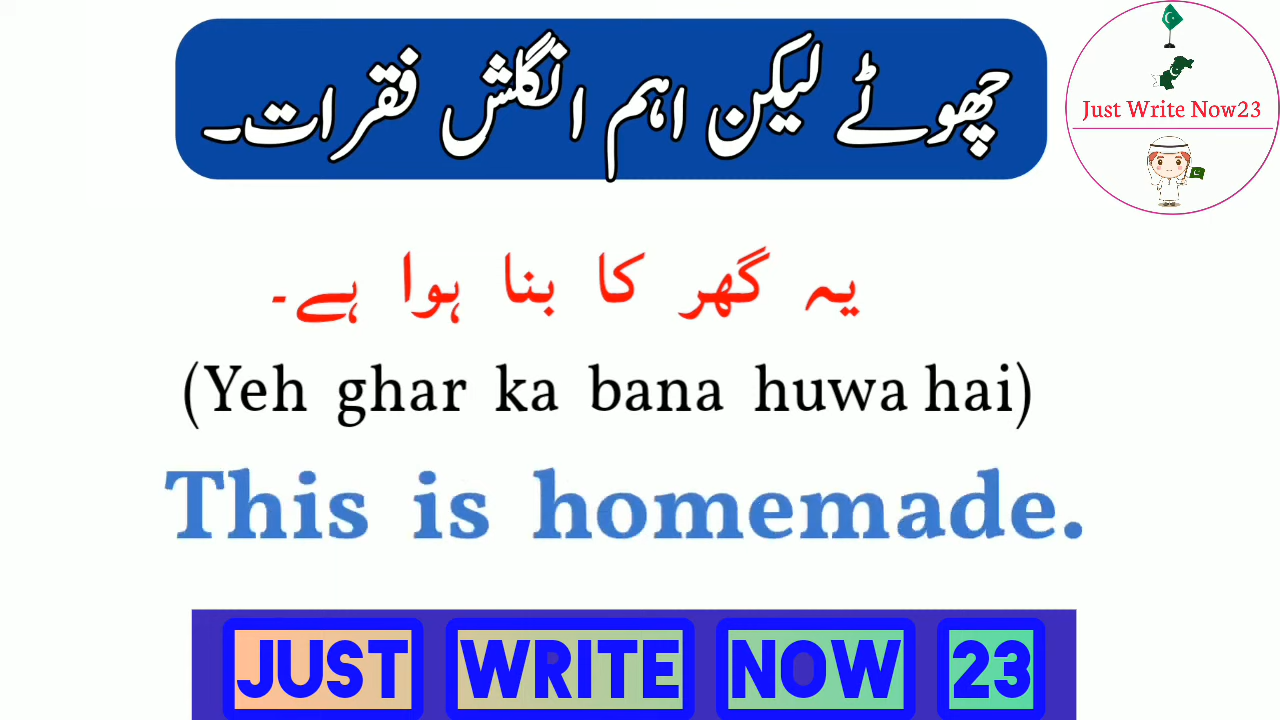 چھوٹے لیکن اہم انگلش فقرات۔
Just Write Now23
یہ گھر کا بنا ہوا ہے۔
(Yeh ghar ka bana huwa hai)
This is homemade.
JUST WRITE NOW 23